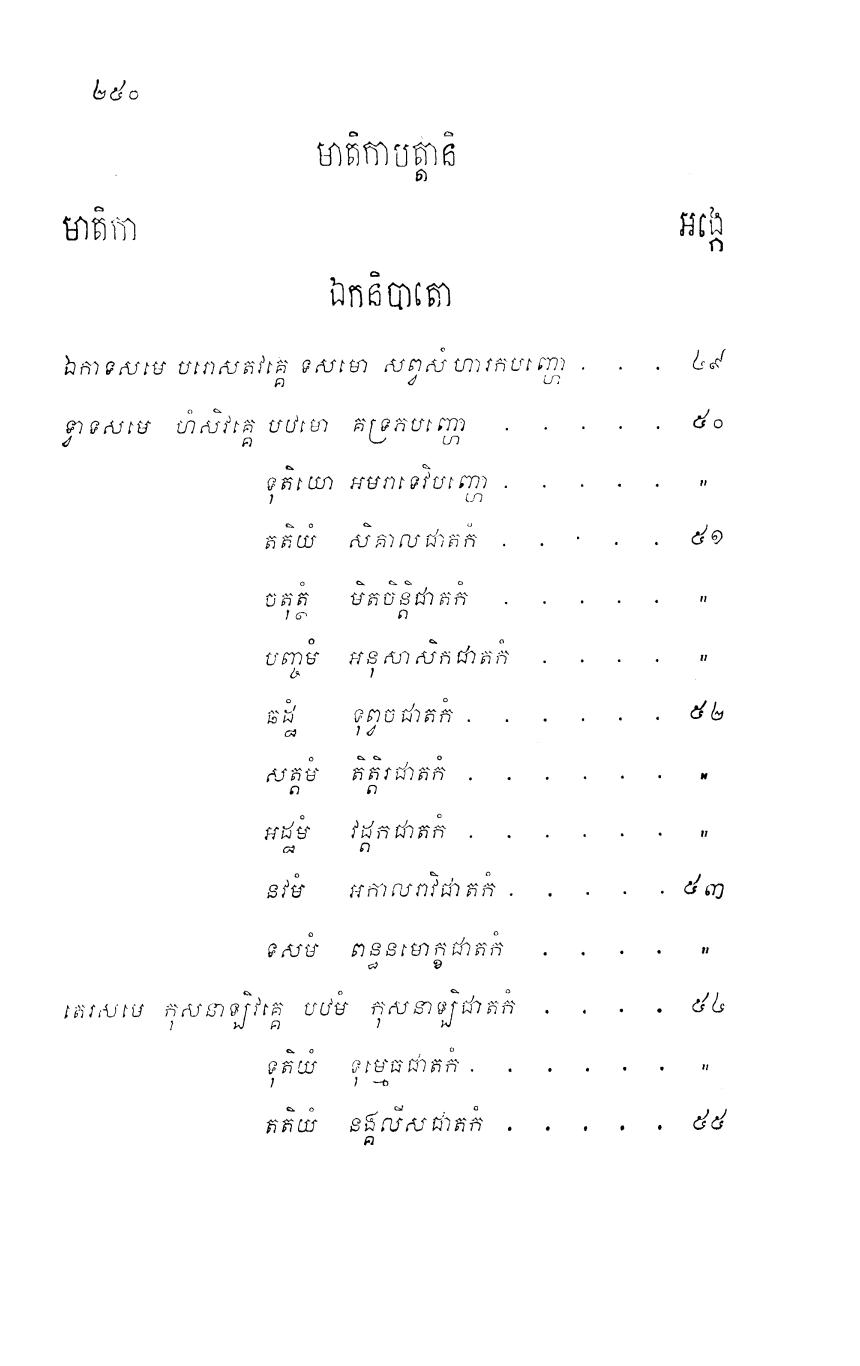 ២៥០
មាតិកាបត្តានិ
មាតិកា អង្កេ
ឯកនិបាតោ
ឯកាទសមេ បរោសតវគ្គេ ទសមោ សព្វសំហារកបញ្ហោ . . . ៤៩
ទ្វាទសមេ ហំសិវគ្គេ បឋមោ គទ្រភបញ្ហោ . . . . . ៥០
ទុតិយោ អមរាទេវិបញ្ហោ . . . . . "
តតិយំ សិគាលជាតកំ . . . . . ៥១
ចតុត្ថំ មិតចិន្តិជាតកំ . . . . . "
បញ្ចមំ អនុសាសិកជាតកំ . . . . "
ឆដ្ឋំ ទុព្វចជាតកំ . . . . . . ៥២
សត្តមំ តិត្តិរជាតកំ . . . . . . "
អដ្ឋមំ វដ្តកជាតកំ . . . . . . "
នវមំ អកាលរាវិជាតកំ . . . . . ៥៣
ទសមំ ពន្ធនមោក្ខជាតកំ . . . . "
តេរសមេ កុសនាឡិវគ្គេ បឋមំ កុសនាឡិជាតកំ . . . . ៥៤
ទុតិយំ ទុម្មេធជាតកំ . . . . . . "
តតិយំ នង្គលីសជាតកំ . . . . . ៥៥